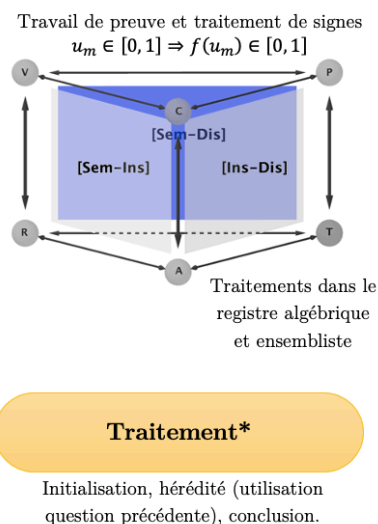 Travail de preuve et traitement de signes
u_m ∈ [0, 1] ⇒ f(u_m) ∈ [0, 1]
V
P
C
[Sem-Dis]
[Sem-Ins]
[Ins-Dis]
R
T
A
Traitements dans le
registre algébrique
et ensembliste
Traitement*
Initialisation, hérédité (utilisation
question précédente), conclusion.